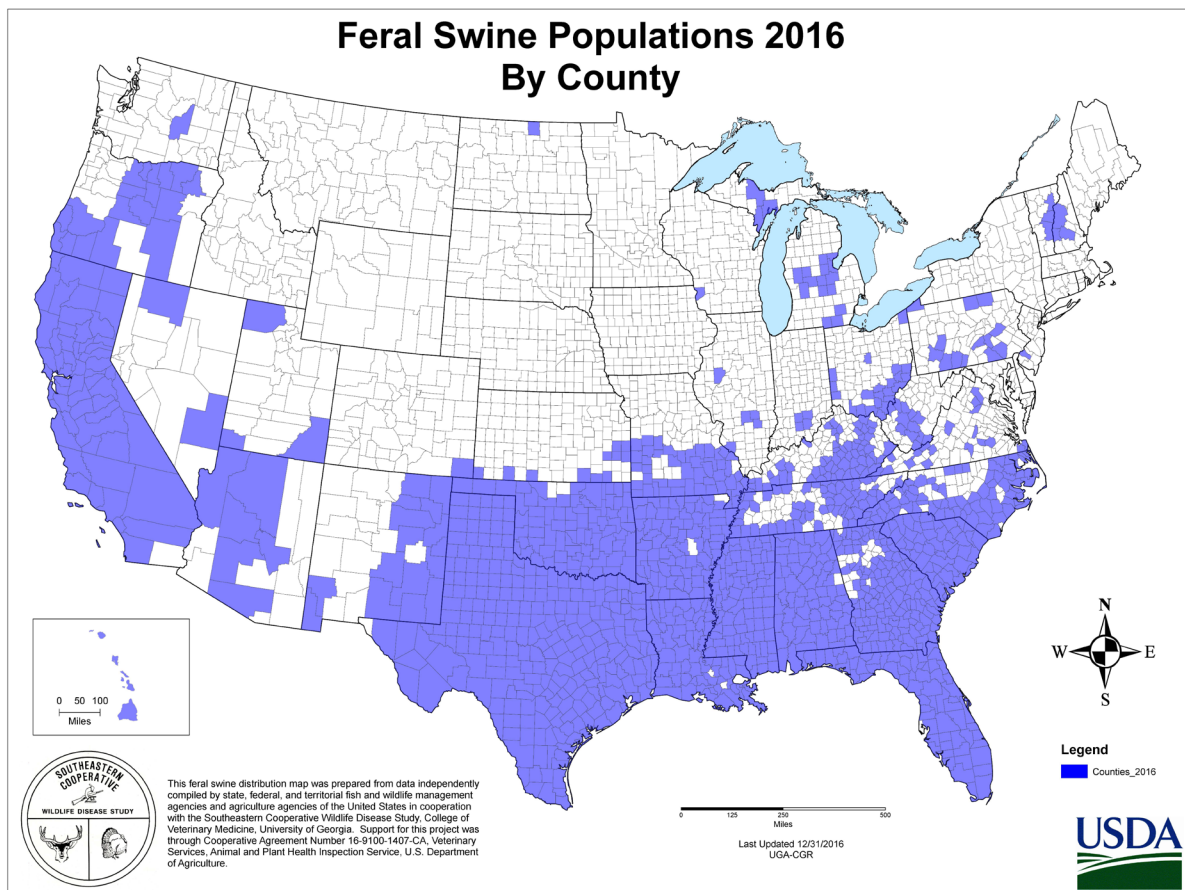 Feral Swine Populations 2016
By County
N
W
E
S
0 50 100
Miles
Legend
Counties_2016
SOUTHEASTERN
COOPERATIVE
WILDLIFE DISEASE STUDY
This feral swine distribution map was prepared from data independently
compiled by state, federal, and territorial fish and wildlife management
agencies and agriculture agencies of the United States in cooperation
with the Southeastern Cooperative Wildlife Disease Study, College of
Veterinary Medicine, University of Georgia. Support for this project was
through Cooperative Agreement Number 16-9100-1407-CA, Veterinary
Services, Animal and Plant Health Inspection Service, U.S. Department
of Agriculture.
0 125 250 500
Miles
Last Updated 12/31/2016
UGA-CGR
USDA